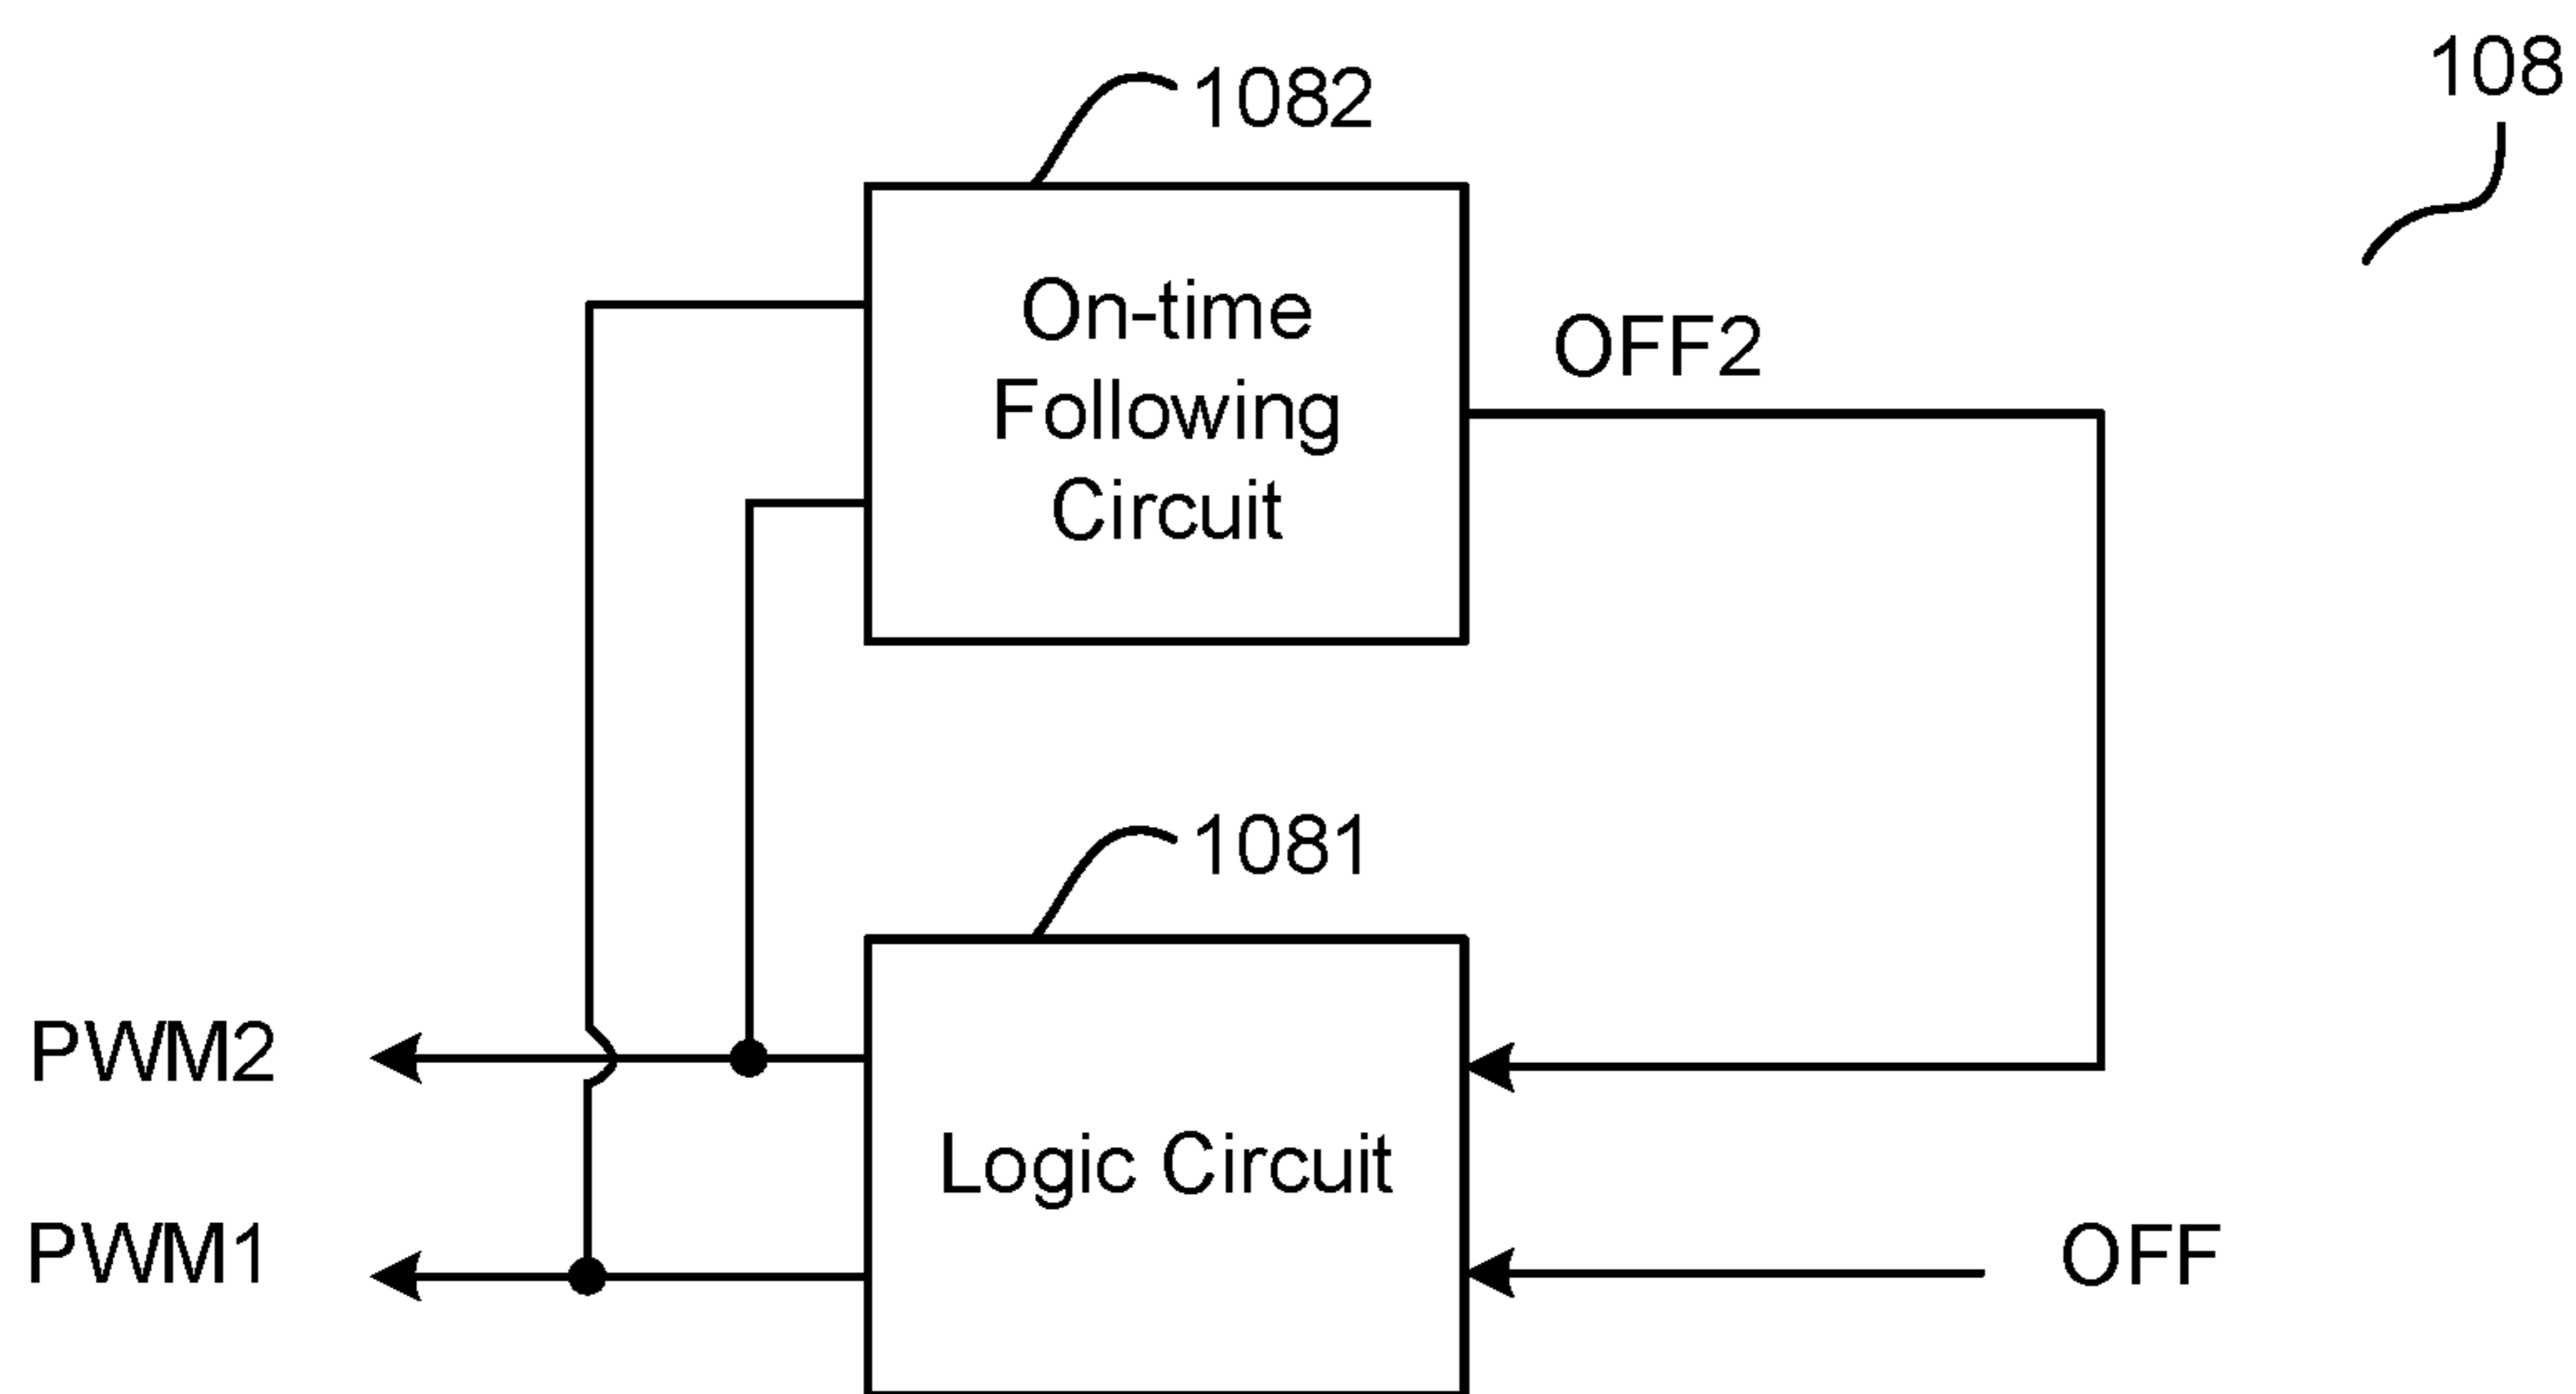 108
1082
On-time
Following
Circuit
OFF2
1081
PWM2
Logic Circuit
PWM1
OFF